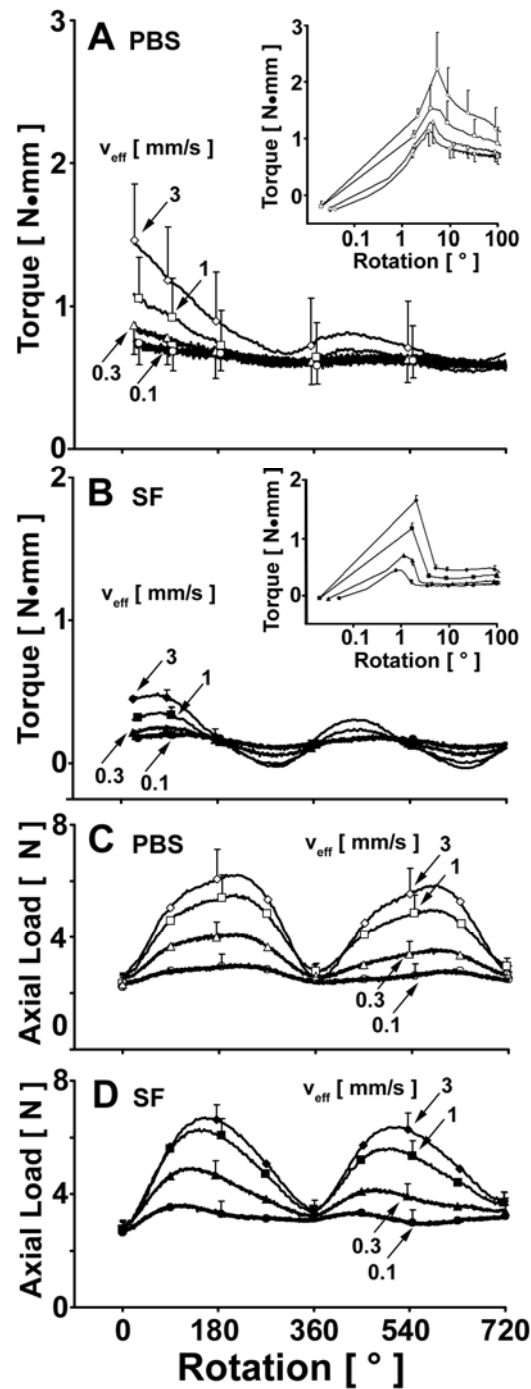 A PBS
3
2
1
0
Torque [ N•mm ]
v_eff [ mm/s ]
3
1
0.3
0.1
3
2
1
0
Torque [ N•mm ]
0.1 1 10 100
Rotation [ ° ]
B SF
2
1
0
Torque [ N•mm ]
v_eff [ mm/s ]
3
1
0.3
0.1
2
1
0
Torque [ N•mm ]
0.1 1 10 100
Rotation [ ° ]
C PBS
8
4
0
Axial Load [ N ]
v_eff [ mm/s ]
3
1
0.3
0.1
D SF
8
4
0
Axial Load [ N ]
v_eff [ mm/s ]
3
1
0.3
0.1
0 180 360 540 720
Rotation [ ° ]